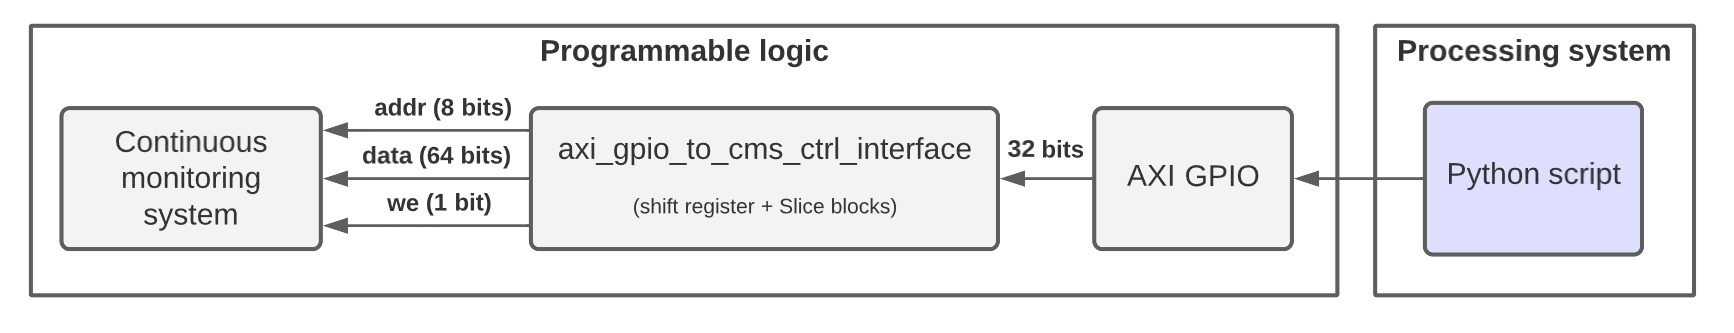 Programmable logic
Processing system
Continuous
monitoring
system
addr (8 bits)
data (64 bits)
we (1 bit)
axi_gpio_to_cms_ctrl_interface
(shift register + Slice blocks)
32 bits
AXI GPIO
Python script